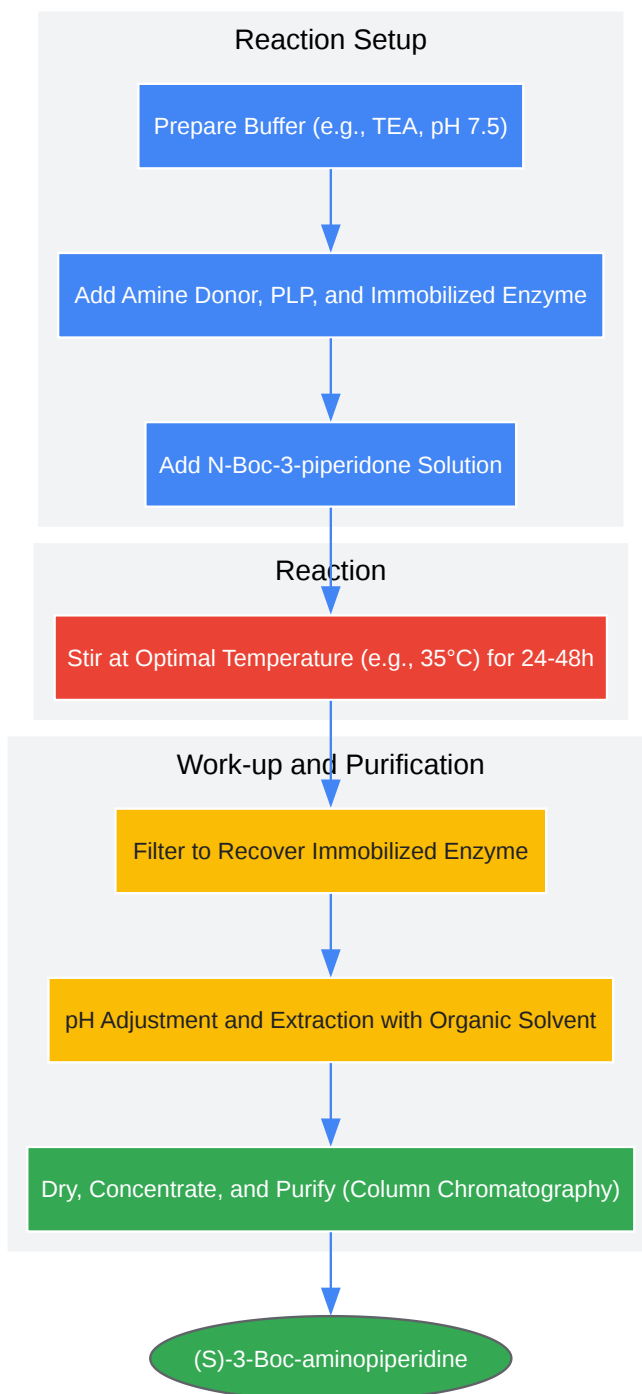 Reaction Setup
Prepare Buffer (e.g., TEA, pH 7.5)
Add Amine Donor, PLP, and Immobilized Enzyme
Add N-Boc-3-piperidone Solution
Reaction
Stir at Optimal Temperature (e.g., 35°C) for 24-48h
Work-up and Purification
Filter to Recover Immobilized Enzyme
pH Adjustment and Extraction with Organic Solvent
Dry, Concentrate, and Purify (Column Chromatography)
(S)-3-Boc-aminopiperidine